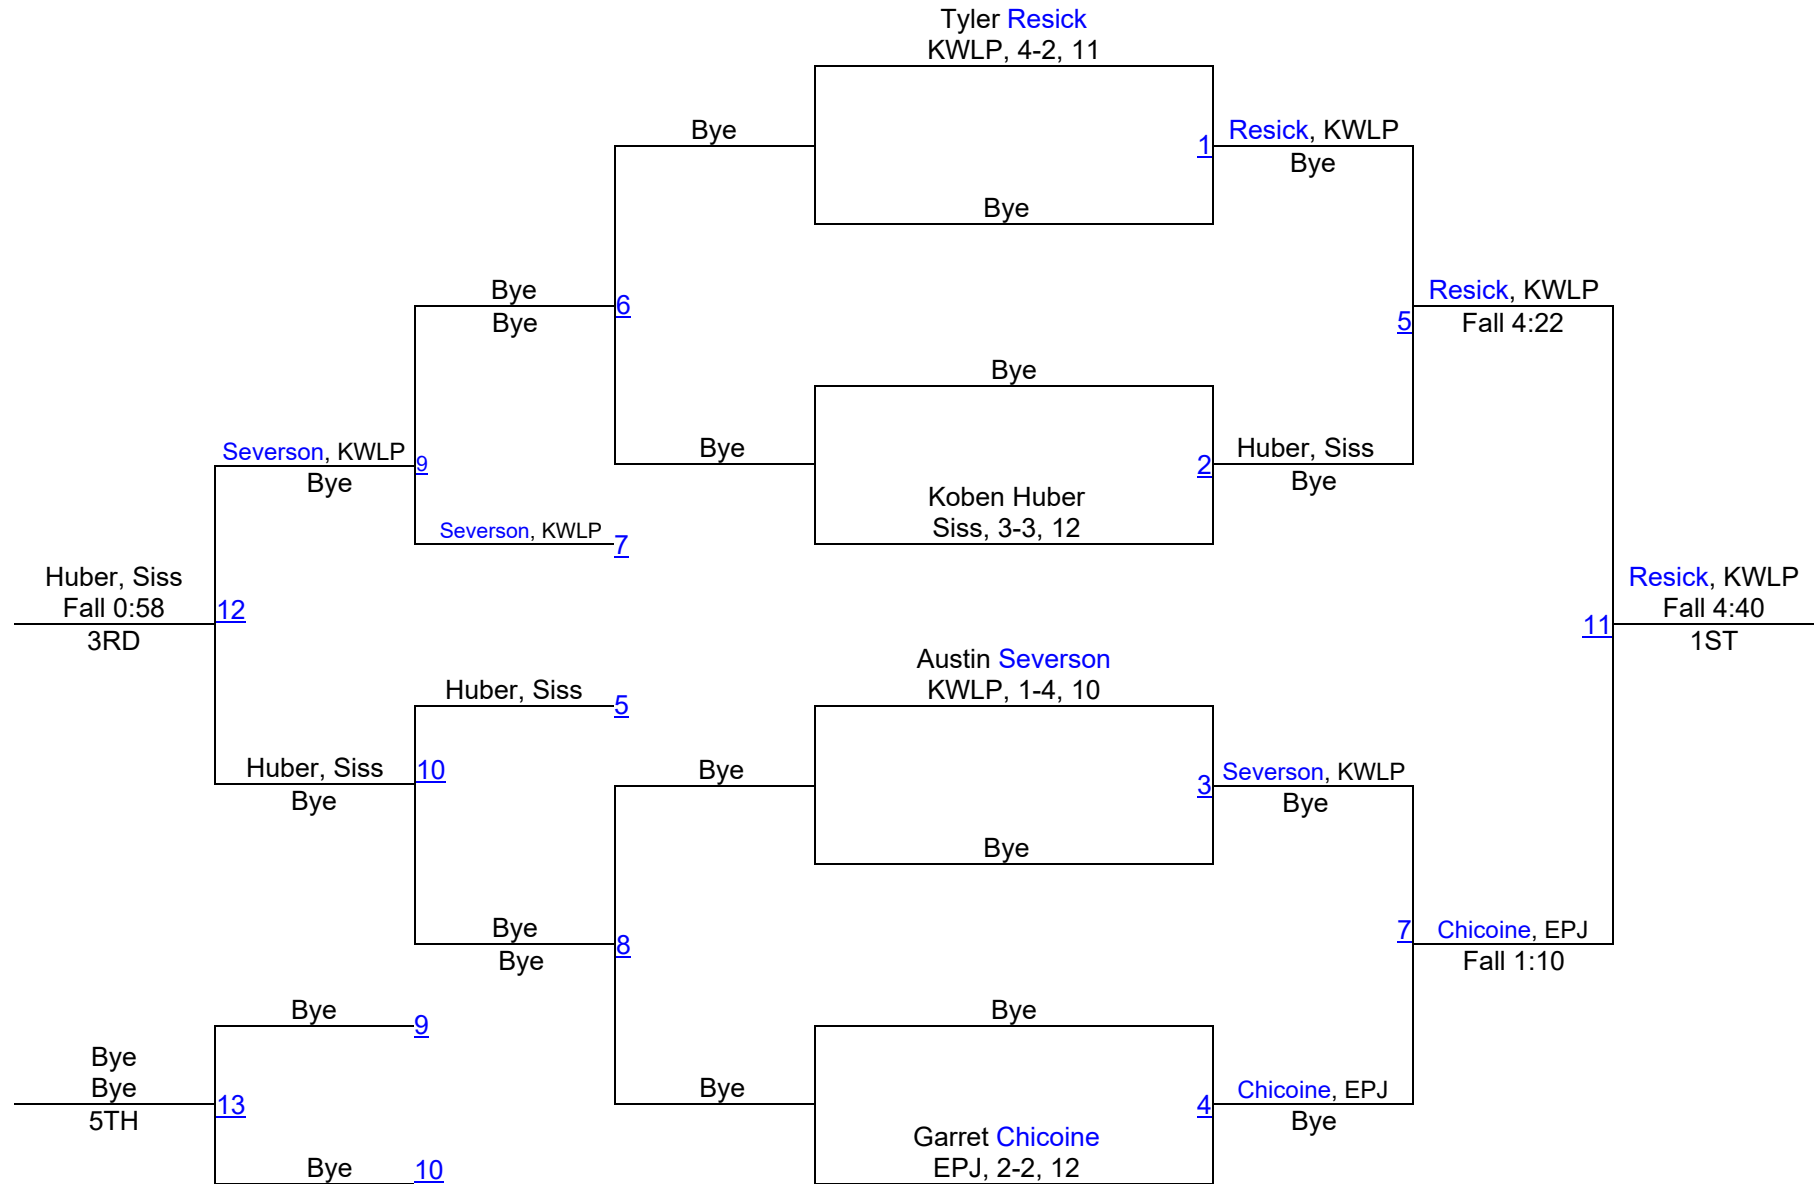 Tyler Resick
KWLP, 4-2, 11
Bye
1
Resick, KWLP
Bye
Bye
Bye
Bye
6
Resick, KWLP
Fall 4:22
5
Bye
Severson, KWLP
Bye
9
Bye
2
Huber, Siss
Bye
Koben Huber
Siss, 3-3, 12
Severson, KWLP
7
Huber, Siss
Fall 0:58
3RD
12
Resick, KWLP
Fall 4:40
1ST
11
Austin Severson
KWLP, 1-4, 10
Huber, Siss
5
Huber, Siss
Bye
10
Bye
3
Severson, KWLP
Bye
Bye
Bye
Bye
8
7
Chicoine, EPJ
Fall 1:10
Bye
9
Bye
Bye
Bye
5TH
13
Bye
4
Chicoine, EPJ
Bye
Garret Chicoine
EPJ, 2-2, 12
Bye
10